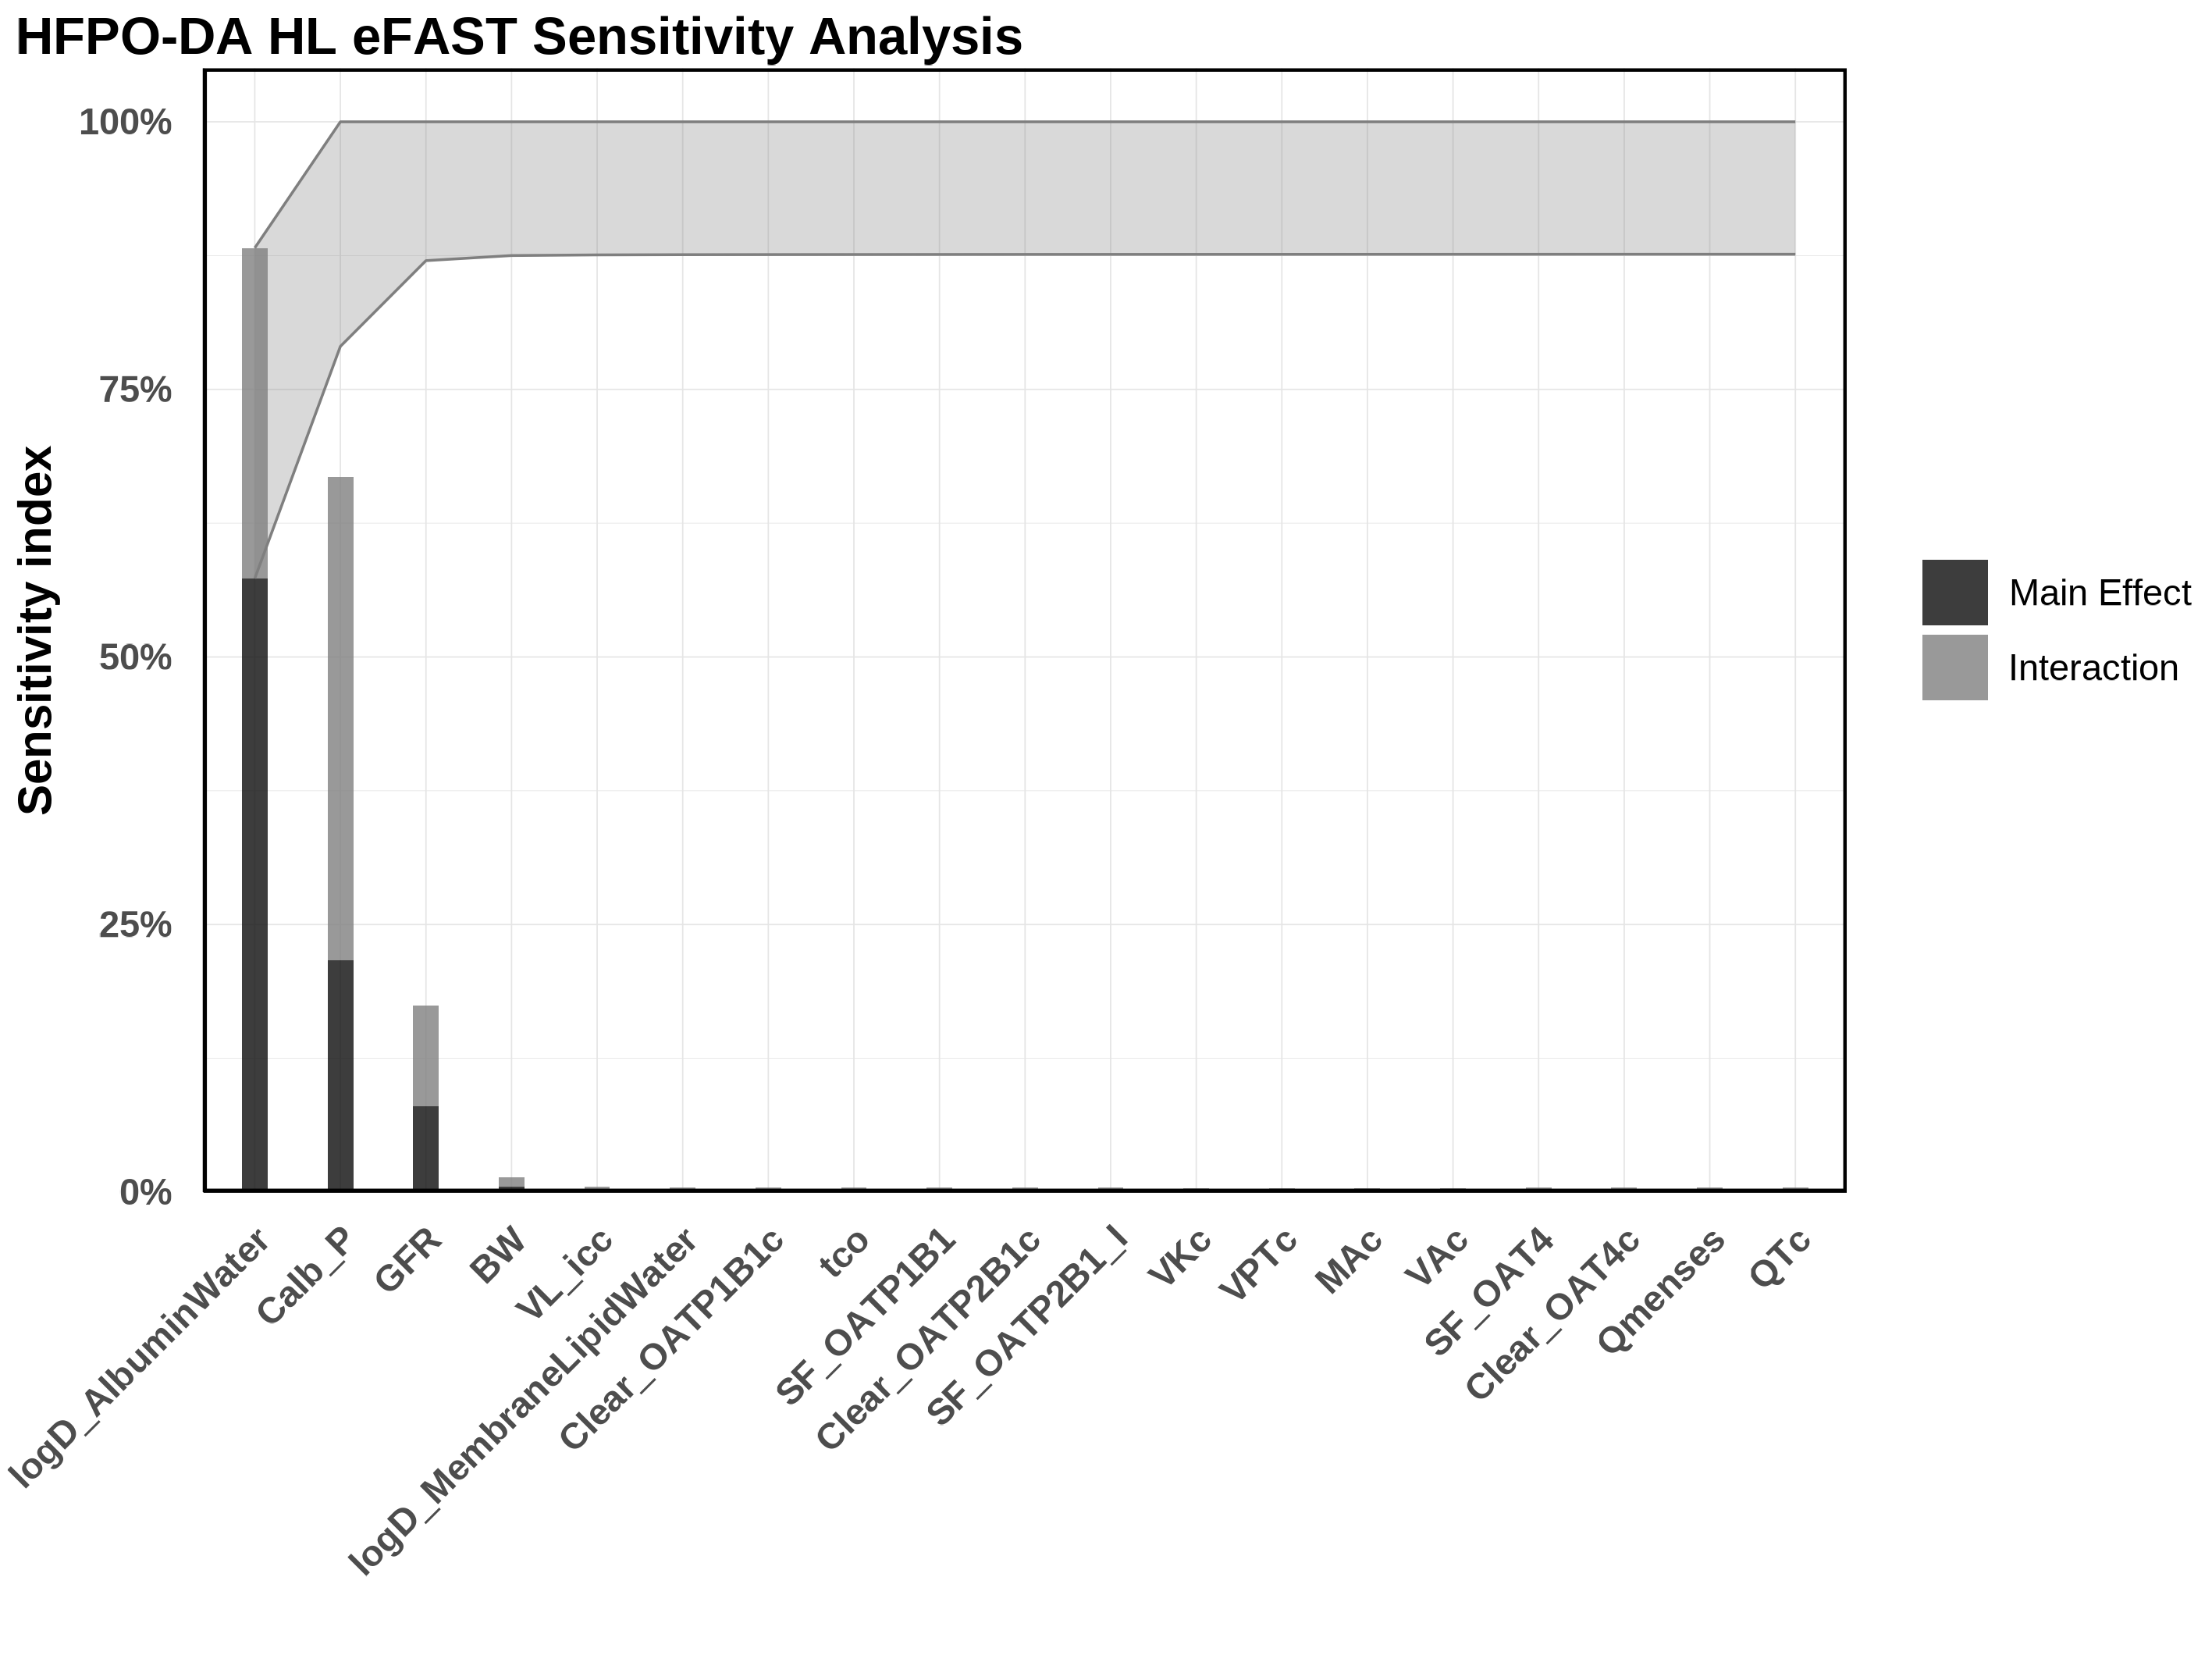 HFPO-DA HL eFAST Sensitivity Analysis
100%
75%
50%
25%
0%
Sensitivity index
Main Effect
Interaction
logD_AlbuminWater
Calb_P
GFR
BW
VL_icc
logD_MembraneLipidWater
Clear_OATP1B1c
tco
SF_OATP1B1
Clear_OATP2B1c
SF_OATP2B1_I
VKc
VPTc
MAc
VAc
SF_OAT4
Clear_OAT4c
Qmenses
QTc